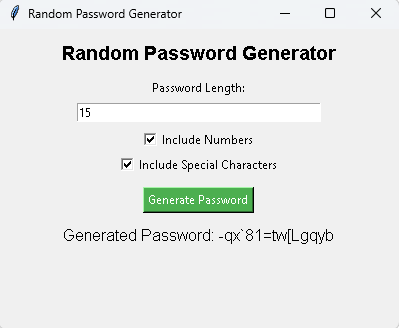 Random Password Generator
Random Password Generator
Password Length:
15
Include Numbers
Include Special Characters
Generate Password
Generated Password: -qx`81=tw[Lgqyb